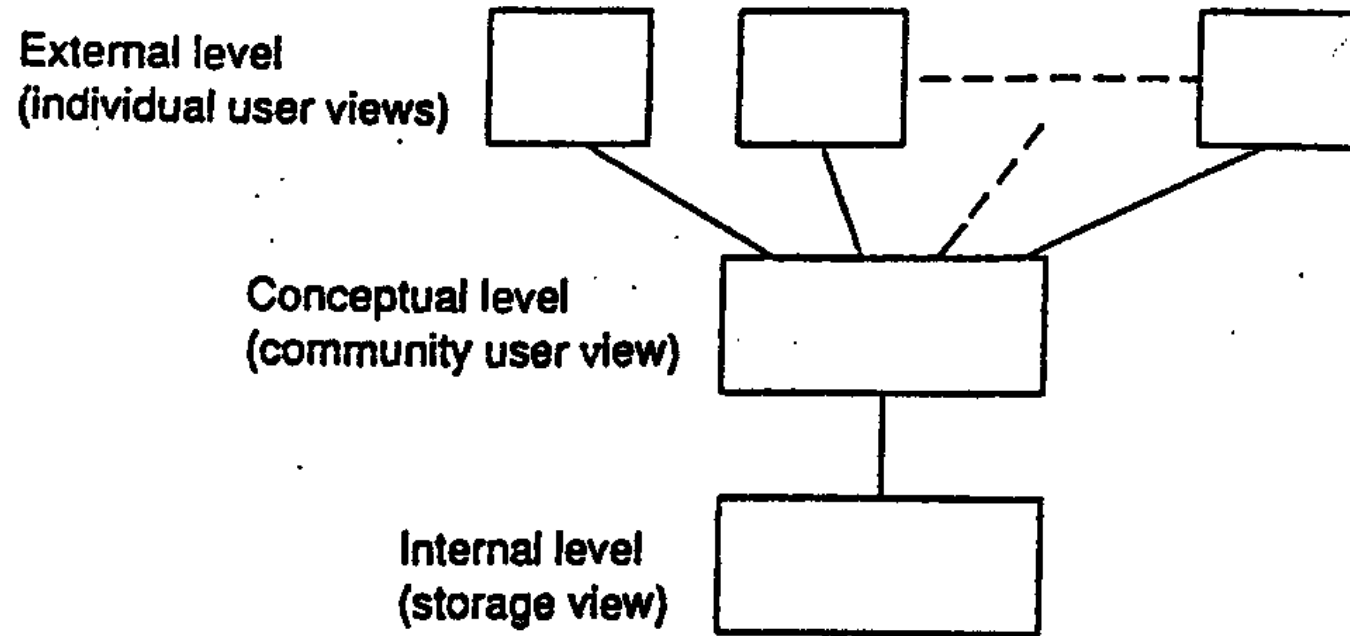 External level
(individual user views)
Conceptual level
(community user view)
Internal level
(storage view)